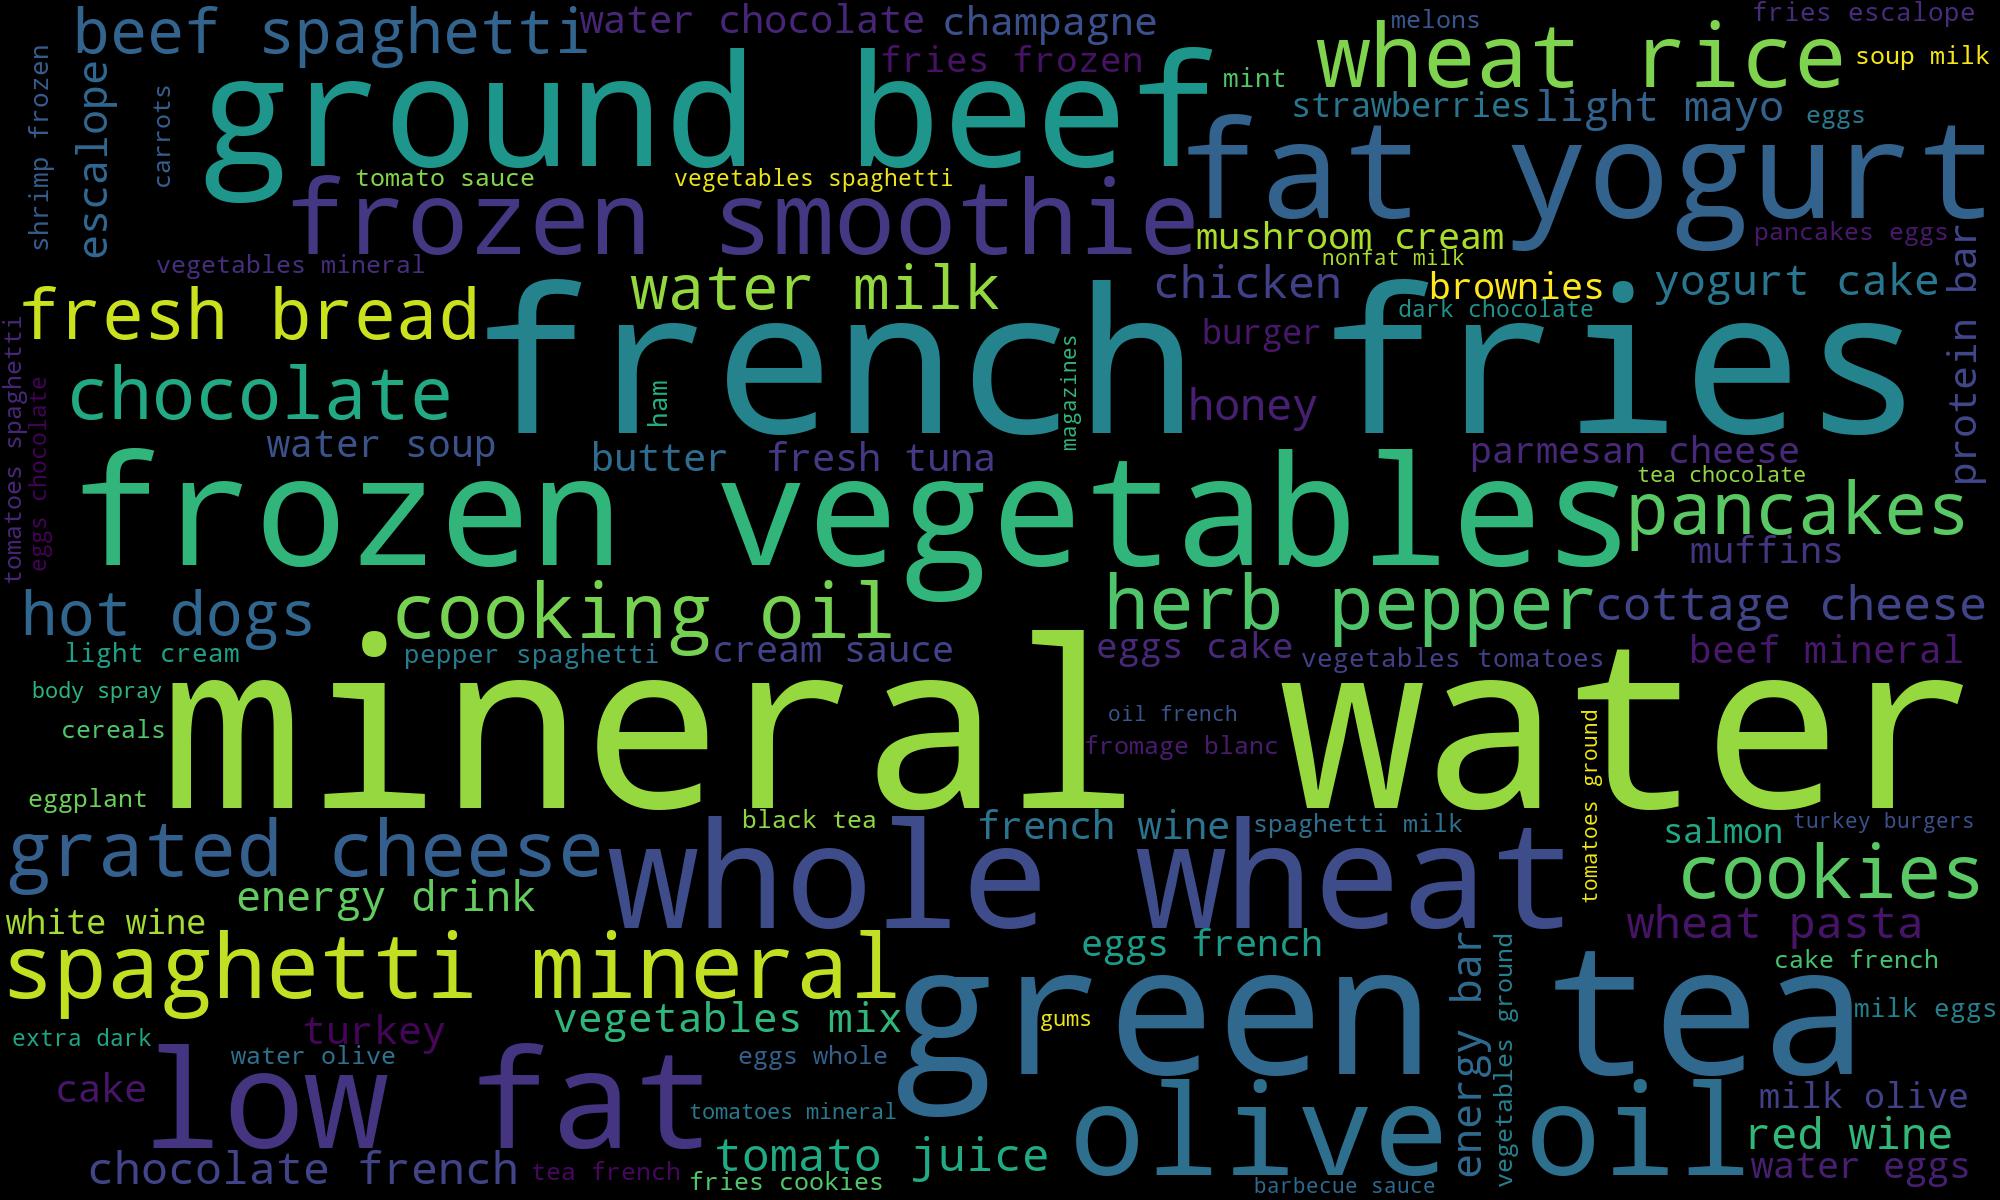 beef spaghetti
water chocolate
champagne
melons
fries escalope
fries frozen
wheat rice
soup milk
shrimp frozen
escalope
carrots
ground beef
mint
strawberries
light mayo
eggs
fat yogurt
tomato sauce
vegetables spaghetti
frozen smoothie
mushroom cream
pancakes eggs
nonfat milk
vegetables mineral
water milk
chicken
brownies
yogurt cake
protein bar
fresh bread
dark chocolate
french fries
burger
tomatoes spaghetti
eggs chocolate
chocolate
ham
magazines
honey
water soup
butter
fresh tuna
parmesan cheese
tea chocolate
frozen vegetables
pancakes
muffins
hot dogs
cooking oil
herb pepper
cottage cheese
light cream
pepper spaghetti
cream sauce
eggs cake
vegetables tomatoes
beef mineral
body spray
cereals
mineral water
oil french
fromage blanc
tomatoes ground
eggplant
black tea
french wine
spaghetti milk
salmon
turkey burgers
grated cheese
whole wheat
cookies
energy drink
white wine
wheat pasta
spaghetti mineral
eggs french
energy bar
vegetables ground
cake french
green tea
vegetables mix
gums
milk eggs
extra dark
turkey
water olive
eggs whole
cake
low fat
tomatoes mineral
olive oil
milk olive
tomato juice
red wine
chocolate french
tea french
fries cookies
barbecue sauce
water eggs